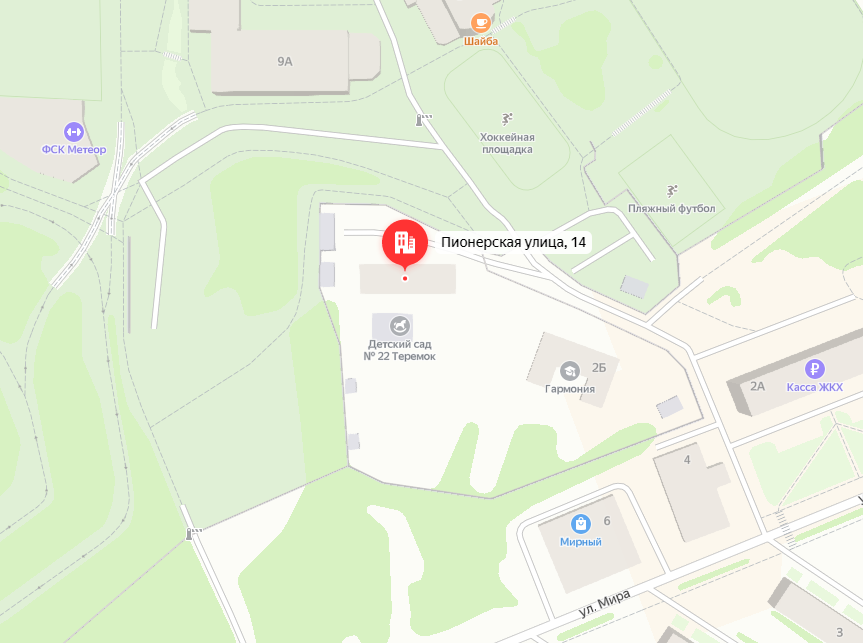 Шайба
9А
ФСК Метеор
Хоккейная
площадка
Пляжный футбол
Пионерская улица, 14
Детский сад
№ 22 Теремок
2Б
Гармония
2А
Касса ЖКХ
4
6
Мирный
ул. Мира
3